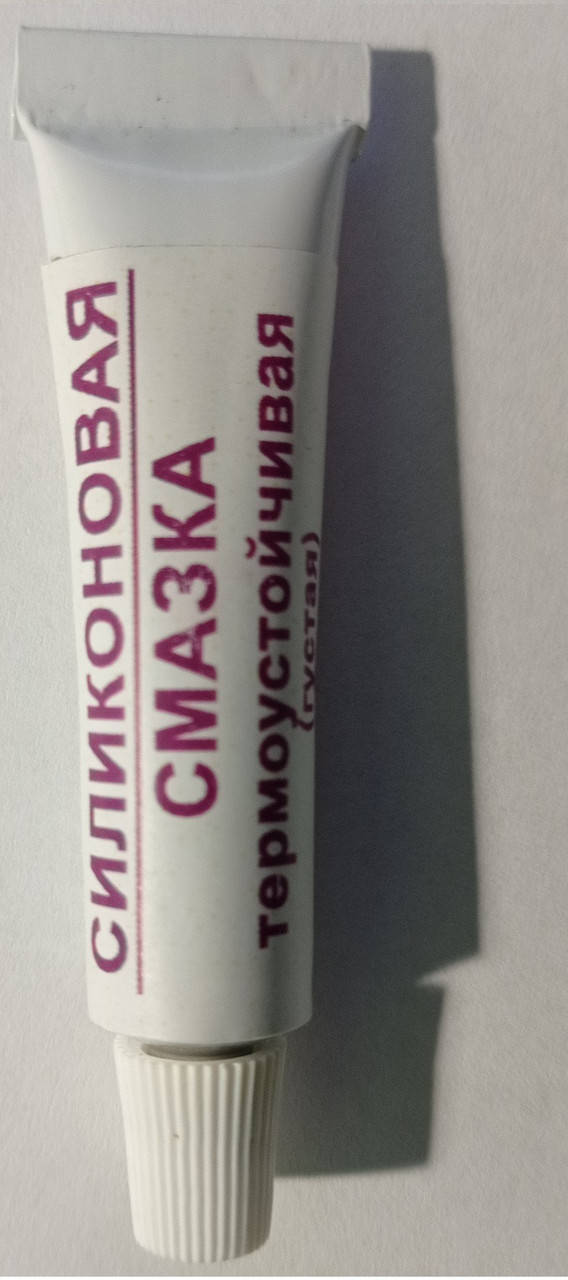 СИЛИКОНОВАЯ
СМАЗКА
термоустойчивая
(густая)